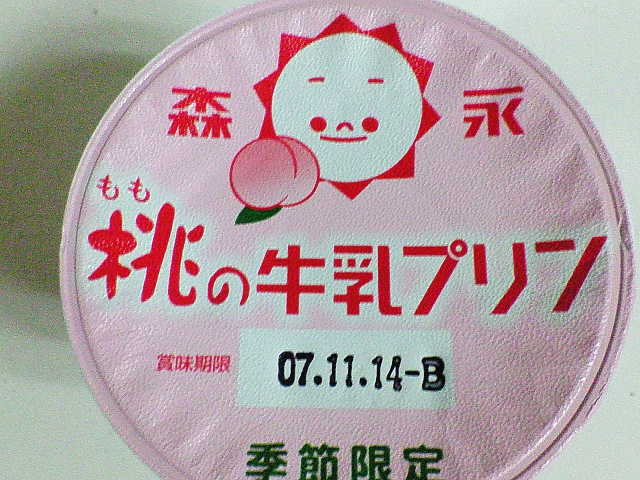 森永
もも
桃の牛乳プリン
賞味期限 07.11.14-B
季節限定